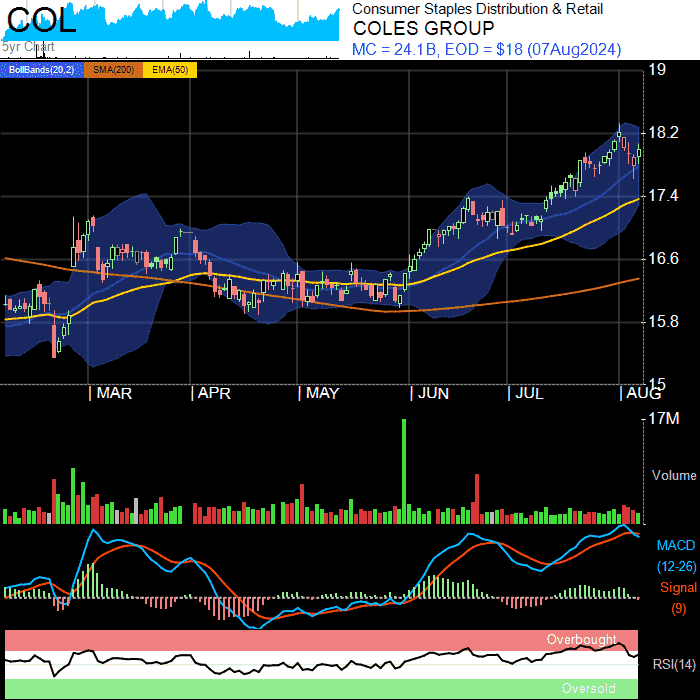 COL
5yr Chart
Consumer Staples Distribution & Retail
COLES GROUP
MC = 24.1B, EOD = $18 (07Aug2024)
BollBands(20,2) SMA(200) EMA(50)
19
18.2
17.4
16.6
15.8
15
MAR APR MAY JUN JUL AUG
17M
Volume
MACD
(12-26)
Signal
(9)
Overbought
RSI(14)
Oversold